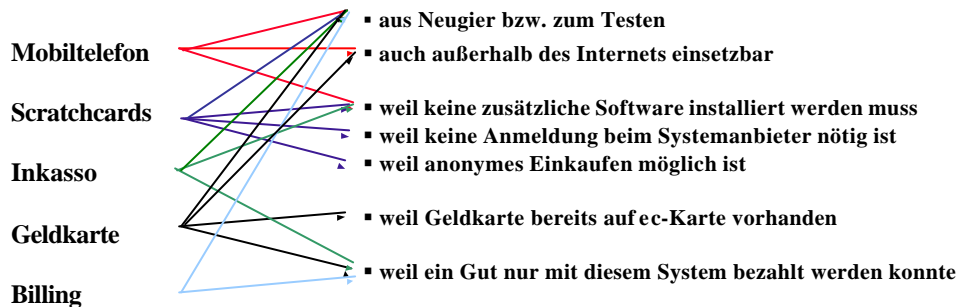 Mobiltelefon
Scratchcards
Inkasso
Geldkarte
Billing
▪ aus Neugier bzw. zum Testen
▪ auch außerhalb des Internets einsetzbar
▪ weil keine zusätzliche Software installiert werden muss
▪ weil keine Anmeldung beim Systemanbieter nötig ist
▪ weil anonymes Einkaufen möglich ist
▪ weil Geldkarte bereits auf ec-Karte vorhanden
▪ weil ein Gut nur mit diesem System bezahlt werden konnte